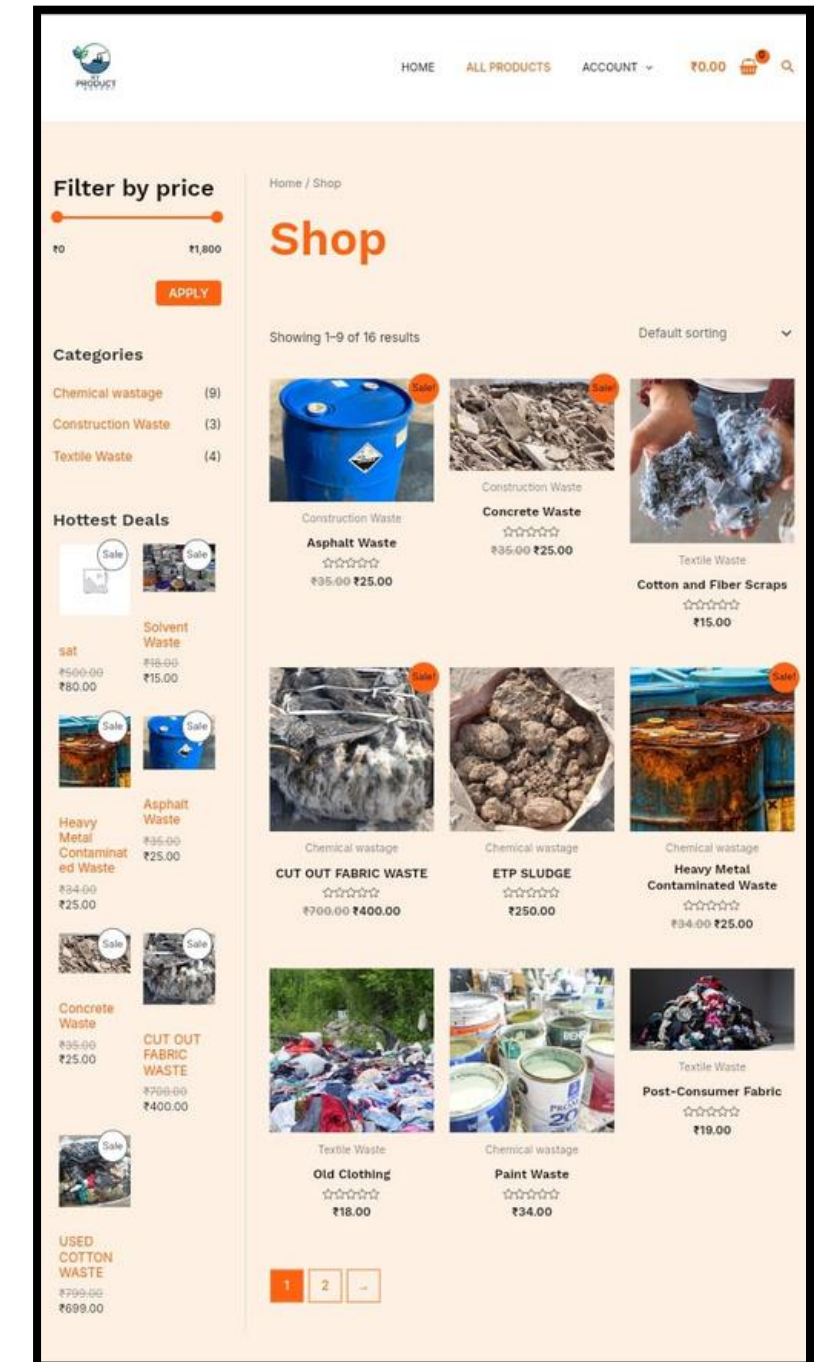 PRODUCT
HOME
ALL PRODUCTS
ACCOUNT
₹0.00
0
Filter by price
₹0
₹1,800
APPLY
Categories
Chemical wastage (9)
Construction Waste (3)
Textile Waste (4)
Hottest Deals
Sale
sat
₹500.00
₹80.00
Sale
Solvent
Waste
₹18.00
₹15.00
Sale
Heavy
Metal
Contaminat
ed Waste
₹34.00
₹25.00
Sale
Asphalt
Waste
₹35.00
₹25.00
Sale
Concrete
Waste
₹35.00
₹25.00
Sale
CUT OUT
FABRIC
WASTE
₹700.00
₹400.00
Sale
USED
COTTON
WASTE
₹799.00
₹699.00
Home / Shop
Shop
Showing 1–9 of 16 results
Default sorting
Sale!
Construction Waste
Asphalt Waste
₹35.00 ₹25.00
Sale!
Construction Waste
Concrete Waste
₹35.00 ₹25.00
Textile Waste
Cotton and Fiber Scraps
₹15.00
Sale!
Chemical wastage
CUT OUT FABRIC WASTE
₹700.00 ₹400.00
Chemical wastage
ETP SLUDGE
₹250.00
Sale!
Chemical wastage
Heavy Metal
Contaminated Waste
₹34.00 ₹25.00
Textile Waste
Old Clothing
₹18.00
Chemical wastage
Paint Waste
₹34.00
Textile Waste
Post-Consumer Fabric
₹19.00
1
2
→